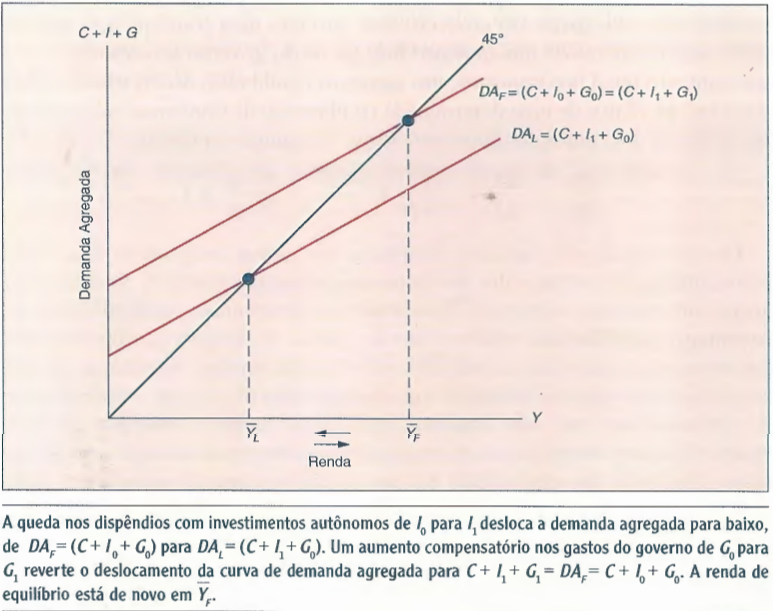 C + I + G
45°
DA_F = (C + I_0 + G_0) = (C + I_1 + G_1)
DA_L = (C + I_1 + G_0)
Demanda Agregada
Y
Ȳ_L
Ȳ_F
Renda
A queda nos dispêndios com investimentos autônomos de I_0 para I_1 desloca a demanda agregada para baixo,
de DA_F = (C + I_0 + G_0) para DA_L = (C + I_1 + G_0). Um aumento compensatório nos gastos do governo de G_0 para
G_1 reverte o deslocamento da curva de demanda agregada para C + I_1 + G_1 = DA_F = C + I_0 + G_0. A renda de
equilíbrio está de novo em Ȳ_F.